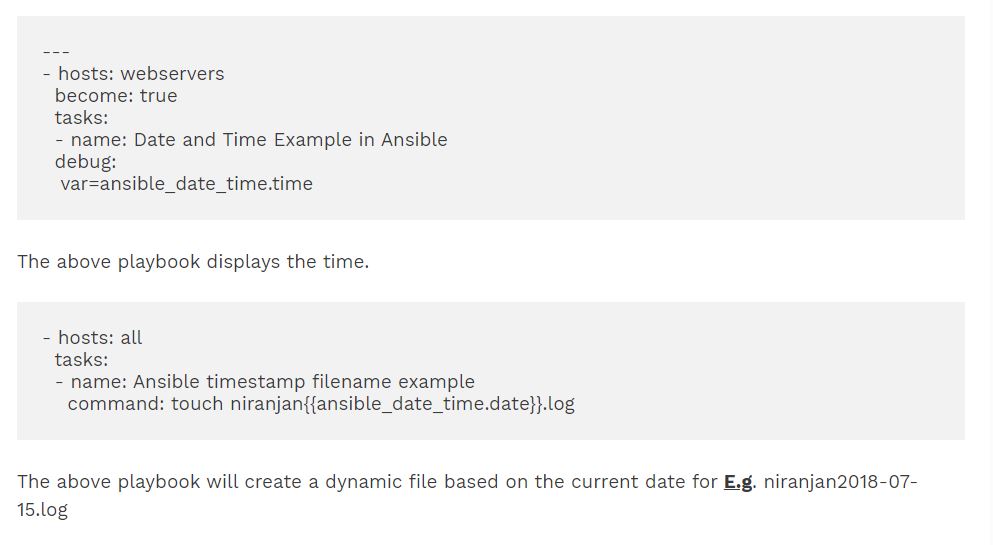 ---
- hosts: webservers
  become: true
  tasks:
  - name: Date and Time Example in Ansible
  debug:
   var=ansible_date_time.time
The above playbook displays the time.
- hosts: all
  tasks:
  - name: Ansible timestamp filename example
    command: touch niranjan{{ansible_date_time.date}}.log
The above playbook will create a dynamic file based on the current date for E.g. niranjan2018-07-
15.log